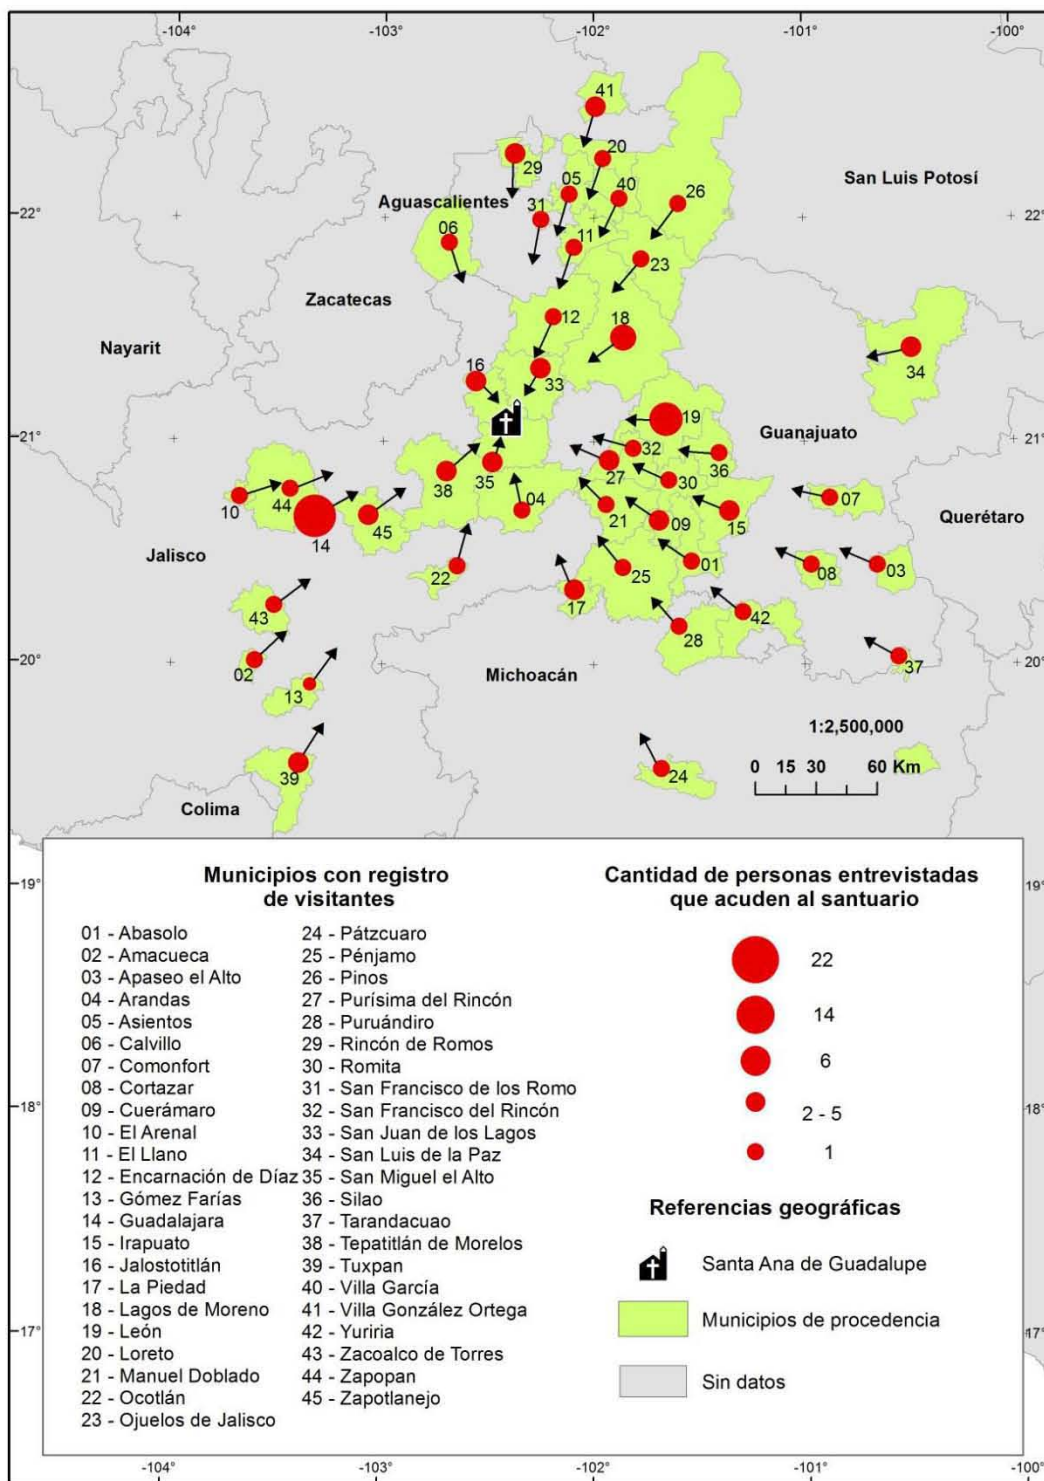 -104°
-103°
-102°
-101°
-100°
41
20
29
05
40
26
San Luis Potosí
22°
22°
Aguascalientes
31
06
11
23
Zacatecas
12
18
Nayarit
16
33
34
21°
19
Guanajuato
21°
32
27
36
30
38
35
44
10
04
07
14
45
21
09
15
Querétaro
Jalisco
22
25
01
08
03
17
43
42
28
20°
02
Michoacán
37
20°
13
1:2,500,000
39
24
0 15 30 60 Km
Colima
19°
19°
18°
18°
17°
17°
Municipios con registro
de visitantes
01 - Abasolo
02 - Amacueca
03 - Apaseo el Alto
04 - Arandas
05 - Asientos
06 - Calvillo
07 - Comonfort
08 - Cortazar
09 - Cuerámaro
10 - El Arenal
11 - El Llano
12 - Encarnación de Díaz
13 - Gómez Farías
14 - Guadalajara
15 - Irapuato
16 - Jalostotitlán
17 - La Piedad
18 - Lagos de Moreno
19 - León
20 - Loreto
21 - Manuel Doblado
22 - Ocotlán
23 - Ojuelos de Jalisco
24 - Pátzcuaro
25 - Pénjamo
26 - Pinos
27 - Purísima del Rincón
28 - Puruándiro
29 - Rincón de Romos
30 - Romita
31 - San Francisco de los Romo
32 - San Francisco del Rincón
33 - San Juan de los Lagos
34 - San Luis de la Paz
35 - San Miguel el Alto
36 - Silao
37 - Tarandacuao
38 - Tepatitlán de Morelos
39 - Tuxpan
40 - Villa García
41 - Villa González Ortega
42 - Yuriria
43 - Zacoalco de Torres
44 - Zapopan
45 - Zapotlanejo
Cantidad de personas entrevistadas
que acuden al santuario
22
14
6
2 - 5
1
Referencias geográficas
Santa Ana de Guadalupe
Municipios de procedencia
Sin datos
-104°
-103°
-102°
-101°
-100°